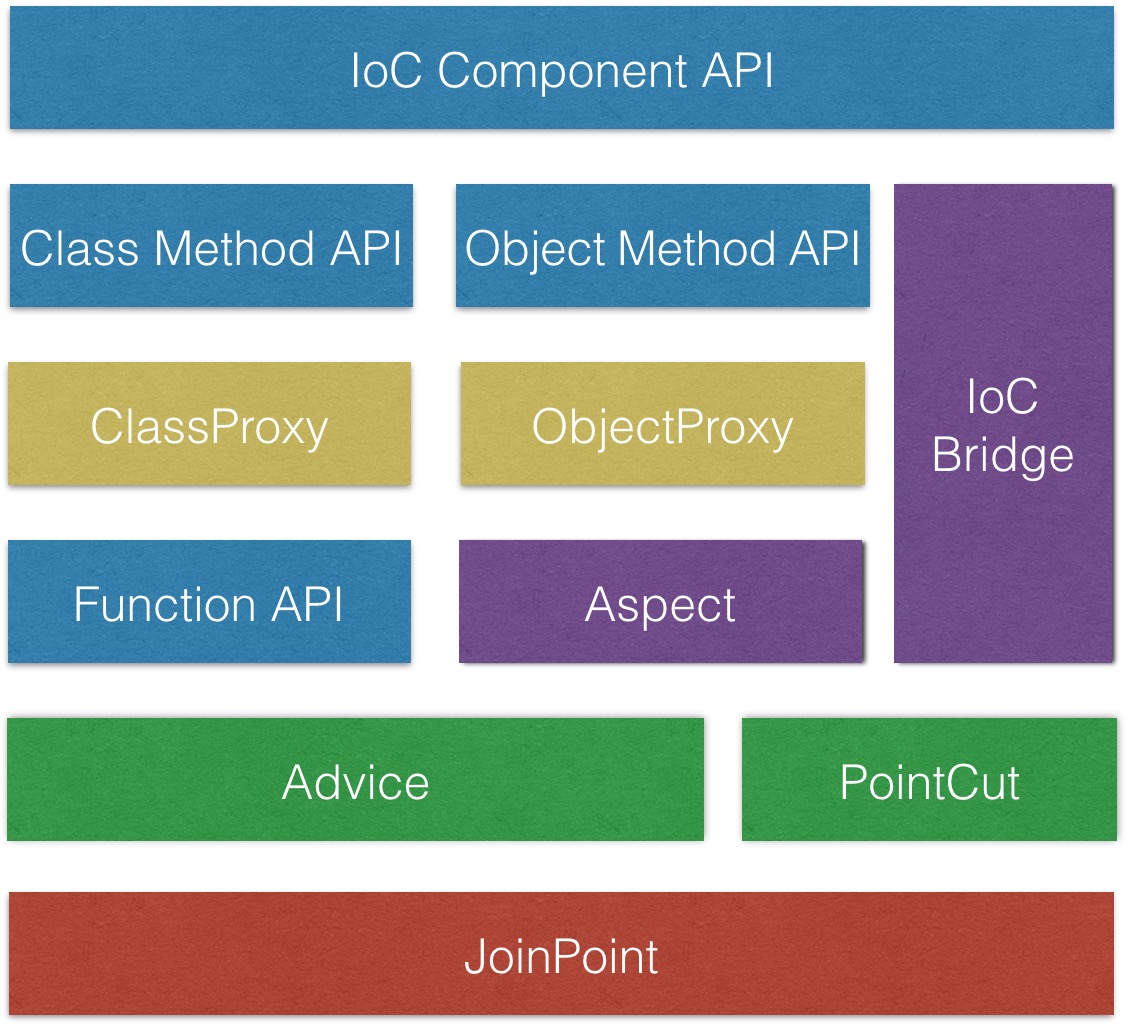 IoC Component API
Class Method API
Object Method API
IoC
Bridge
ClassProxy
ObjectProxy
Function API
Aspect
Advice
PointCut
JoinPoint